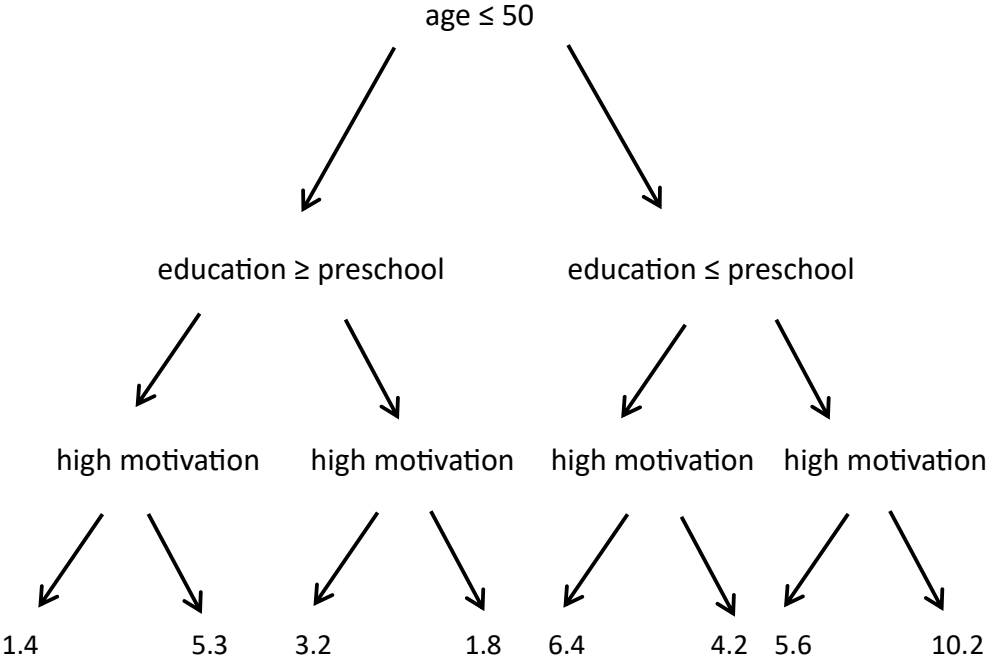 age ≤ 50
education ≥ preschool education ≤ preschool
high motivation high motivation high motivation high motivation
1.4 5.3 3.2 1.8 6.4 4.2 5.6 10.2